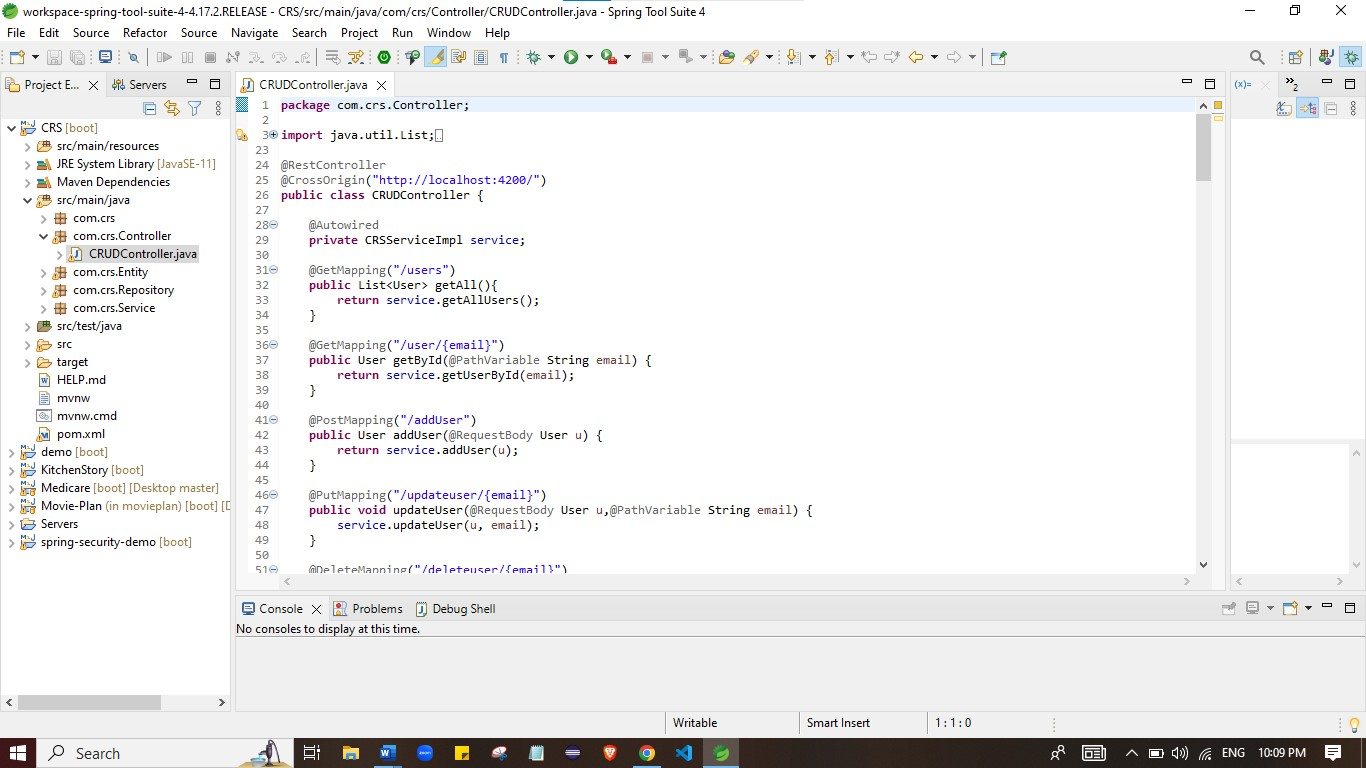 workspace-spring-tool-suite-4-4.17.2.RELEASE - CRS/src/main/java/com/crs/Controller/CRUDController.java - Spring Tool Suite 4
File Edit Source Refactor Source Navigate Search Project Run Window Help
Project E... Servers
CRS [boot]
src/main/resources
JRE System Library [JavaSE-11]
Maven Dependencies
src/main/java
com.crs
com.crs.Controller
CRUDController.java
com.crs.Entity
com.crs.Repository
com.crs.Service
src/test/java
src
target
HELP.md
mvnw
mvnw.cmd
pom.xml
demo [boot]
KitchenStory [boot]
Medicare [boot] [Desktop master]
Movie-Plan (in movieplan) [boot] [D
Servers
spring-security-demo [boot]
CRUDController.java
1 package com.crs.Controller;
2
3 import java.util.List;
23
24 @RestController
25 @CrossOrigin("http://localhost:4200/")
26 public class CRUDController {
27
28 @Autowired
29 private CRSServiceImpl service;
30
31 @GetMapping("/users")
32 public List<User> getAll(){
33 return service.getAllUsers();
34 }
35
36 @GetMapping("/user/{email}")
37 public User getById(@PathVariable String email) {
38 return service.getUserById(email);
39 }
40
41 @PostMapping("/addUser")
42 public User addUser(@RequestBody User u) {
43 return service.addUser(u);
44 }
45
46 @PutMapping("/updateuser/{email}")
47 public void updateUser(@RequestBody User u,@PathVariable String email) {
48 service.updateUser(u, email);
49 }
50
51 @DeleteMapping("/deleteuser/{email}")
(x)=
2
Console Problems Debug Shell
No consoles to display at this time.
Writable Smart Insert 1 : 1 : 0
Search
ENG 10:09 PM